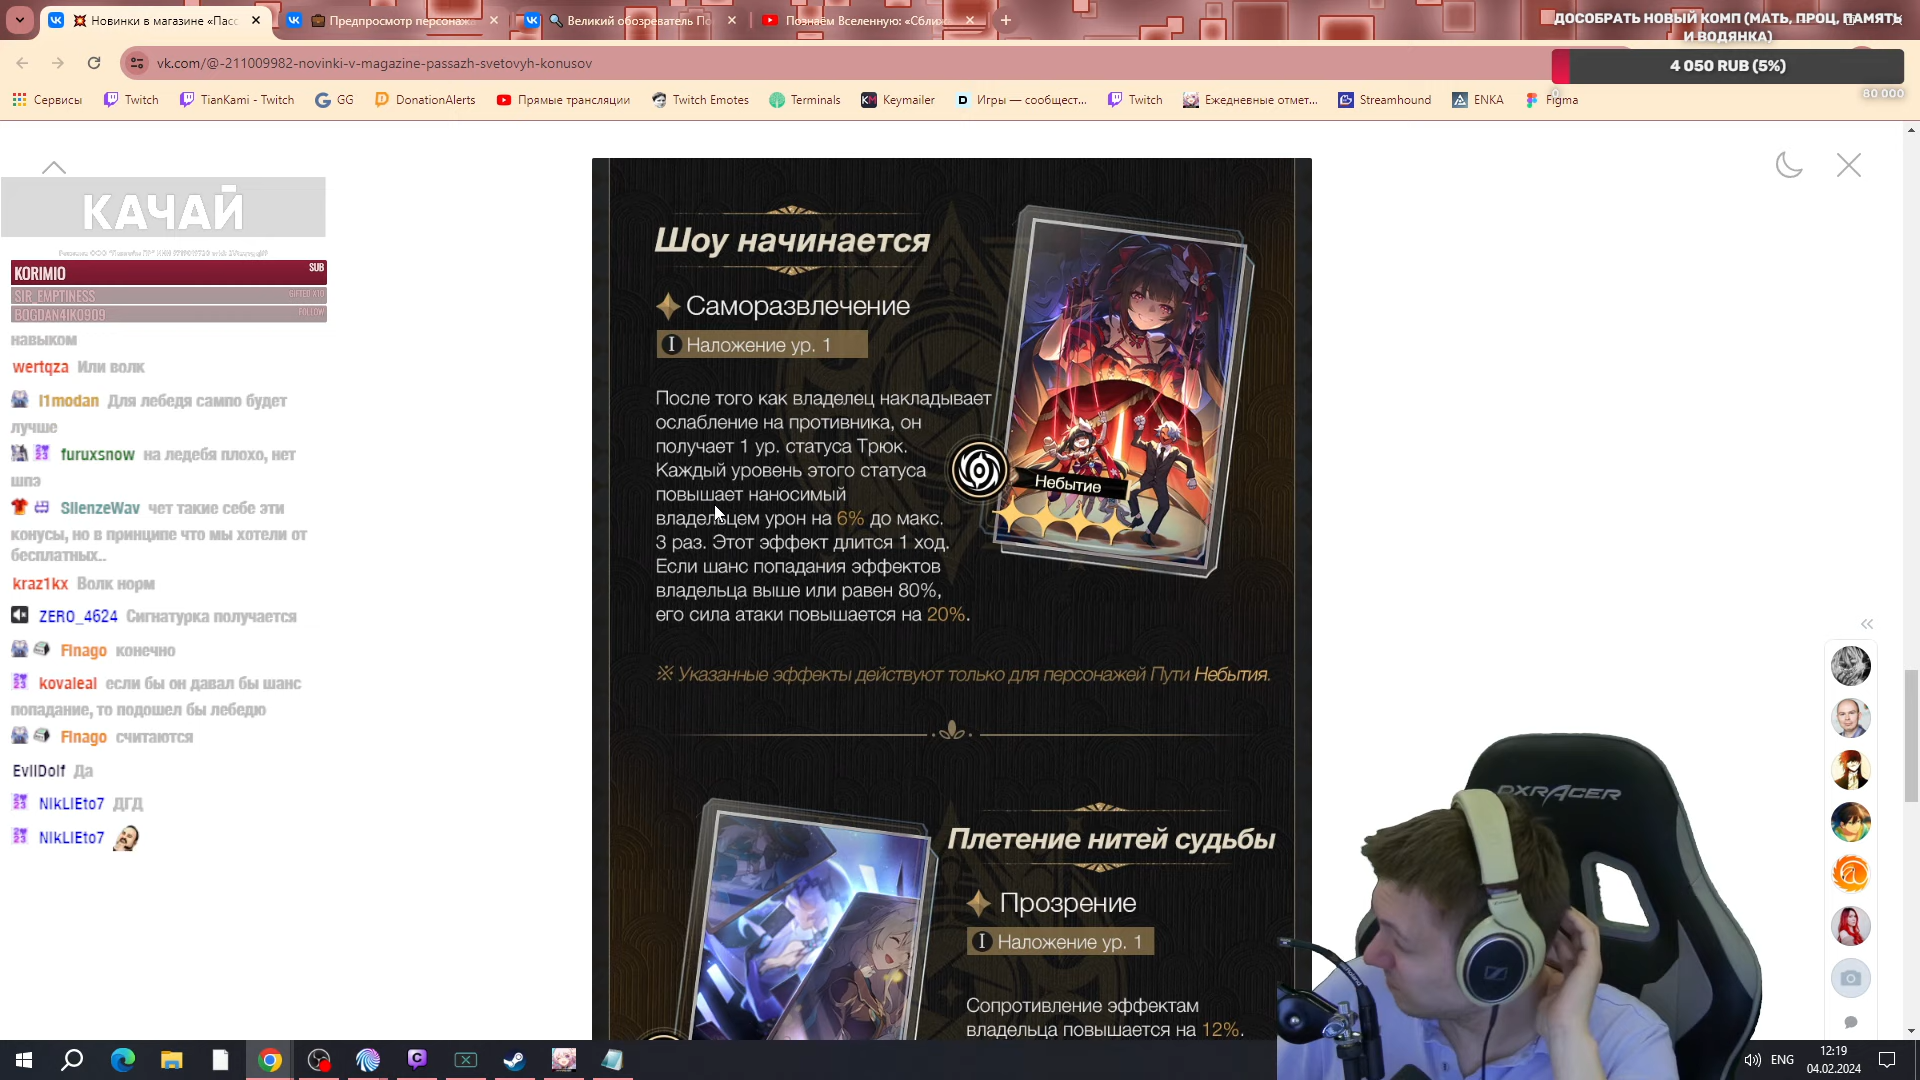 Новинки в магазине «Пасс
Предпросмотр персонажа
Великий обозреватель По
Познаём Вселенную: «Сближ
ДОСОБРАТЬ НОВЫЙ КОМП (МАТЬ, ПРОЦ, ПАМЯТЬ
И ВОДЯНКА)
vk.com/@-211009982-novinki-v-magazine-passazh-svetovyh-konusov
4 050 RUB (5%)
0
80 000
Сервисы
Twitch
TianKami - Twitch
GG
DonationAlerts
Прямые трансляции
Twitch Emotes
Terminals
Keymailer
Игры — сообщест...
Twitch
Ежедневные отмет...
Streamhound
ENKA
Figma
КАЧАЙ
KORIMIO
SUB
SIR_EMPTINESS
GIFTED X10
BOGDAN4IK0909
FOLLOW
навыком
wertqza Или волк
l1modan Для лебедя сампо будет
лучше
furuxsnow на ледебя плохо, нет
шпэ
SilenzeWav чет такие себе эти
конусы, но в принципе что мы хотели от
бесплатных..
kraz1kx Волк норм
ZERO_4624 Сигнатурка получается
Finago конечно
kovaleal если бы он давал бы шанс
попадание, то подошел бы лебедю
Finago считаются
EvilDolf Да
NikLIEto7 ДГД
NikLIEto7
Шоу начинается
Саморазвлечение
I Наложение ур. 1
После того как владелец накладывает
ослабление на противника, он
получает 1 ур. статуса Трюк.
Каждый уровень этого статуса
повышает наносимый
владельцем урон на 6% до макс.
3 раз. Этот эффект длится 1 ход.
Если шанс попадания эффектов
владельца выше или равен 80%,
его сила атаки повышается на 20%.
Небытие
※ Указанные эффекты действуют только для персонажей Пути Небытия.
Плетение нитей судьбы
Прозрение
I Наложение ур. 1
Сопротивление эффектам
владельца повышается на 12%.
DXRACER
ENG
12:19
04.02.2024